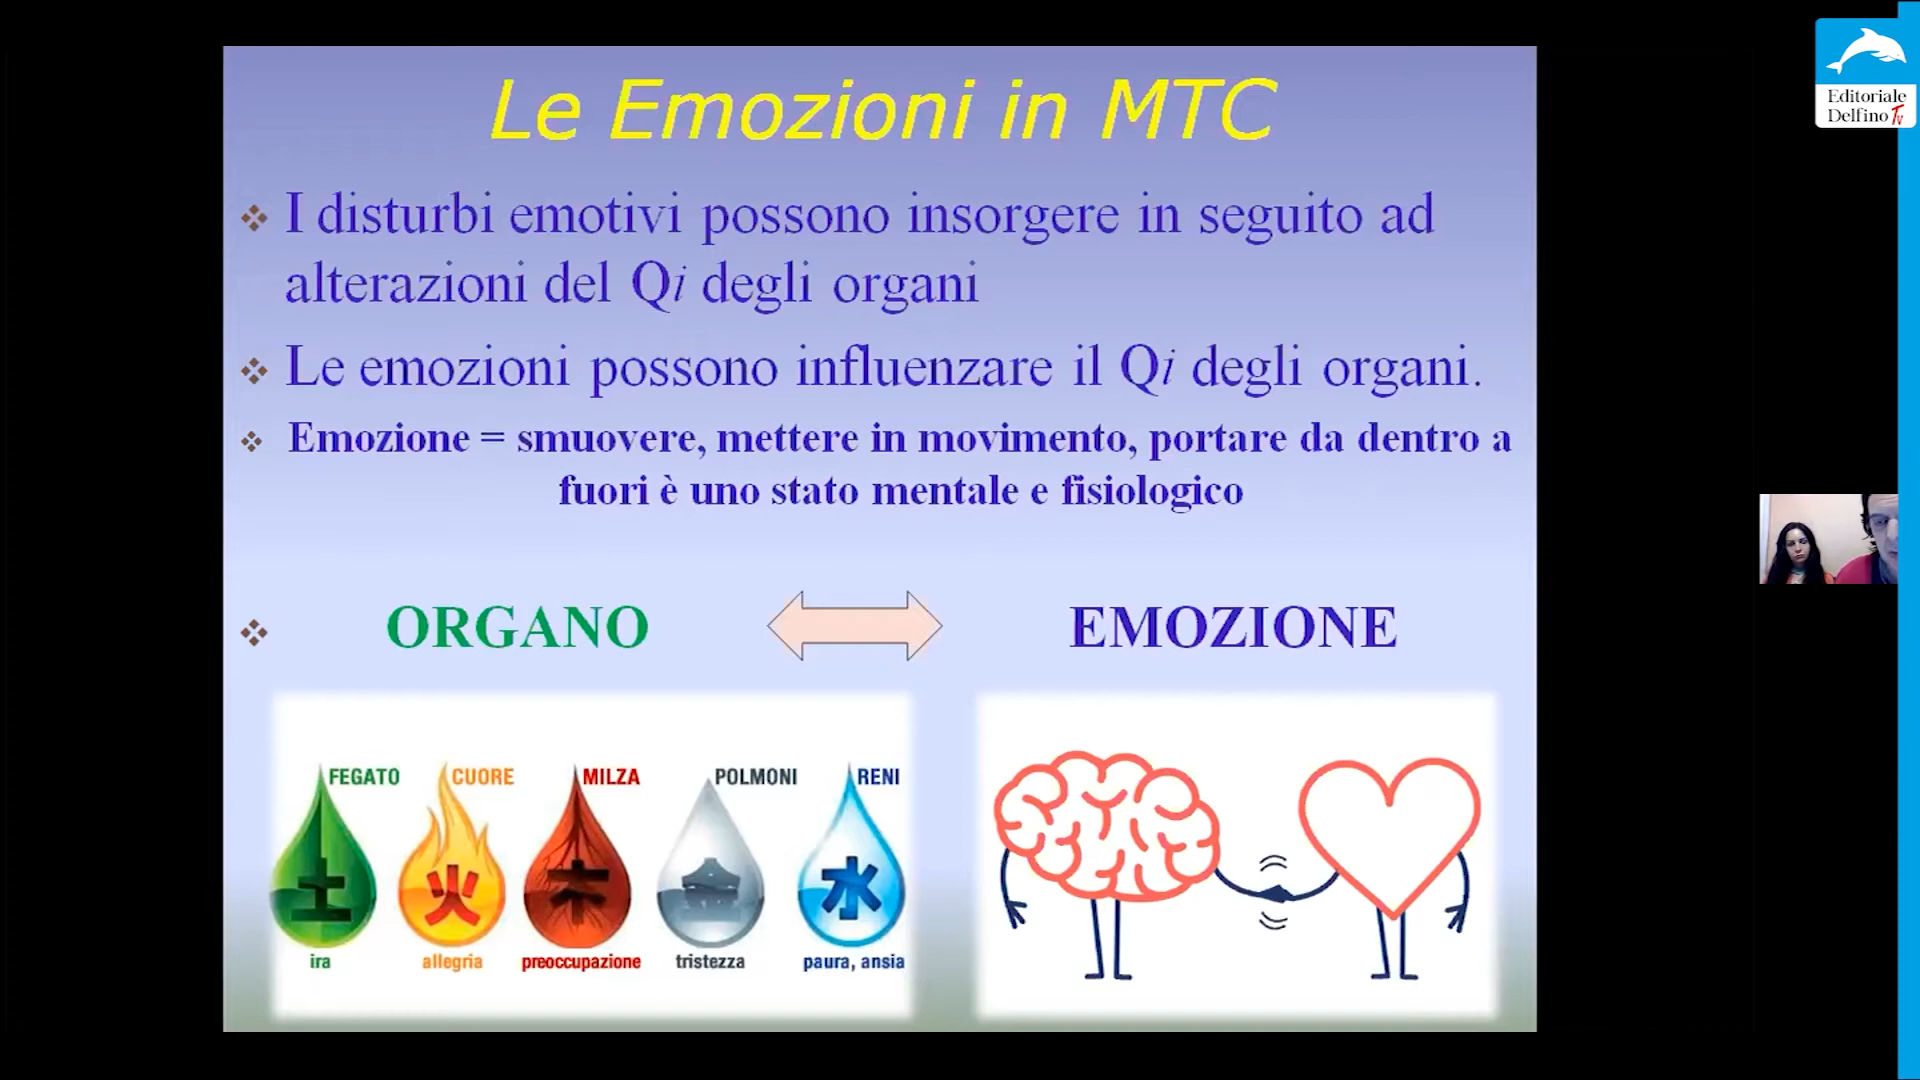 Le Emozioni in MTC
I disturbi emotivi possono insorgere in seguito ad
alterazioni del Qi degli organi
Le emozioni possono influenzare il Qi degli organi.
Emozione = smuovere, mettere in movimento, portare da dentro a
fuori è uno stato mentale e fisiologico
ORGANO
EMOZIONE
FEGATO
CUORE
MILZA
POLMONI
RENI
土
火
木
水
ira
allegria
preoccupazione
tristezza
paura, ansia
Editoriale
Delfino Tv